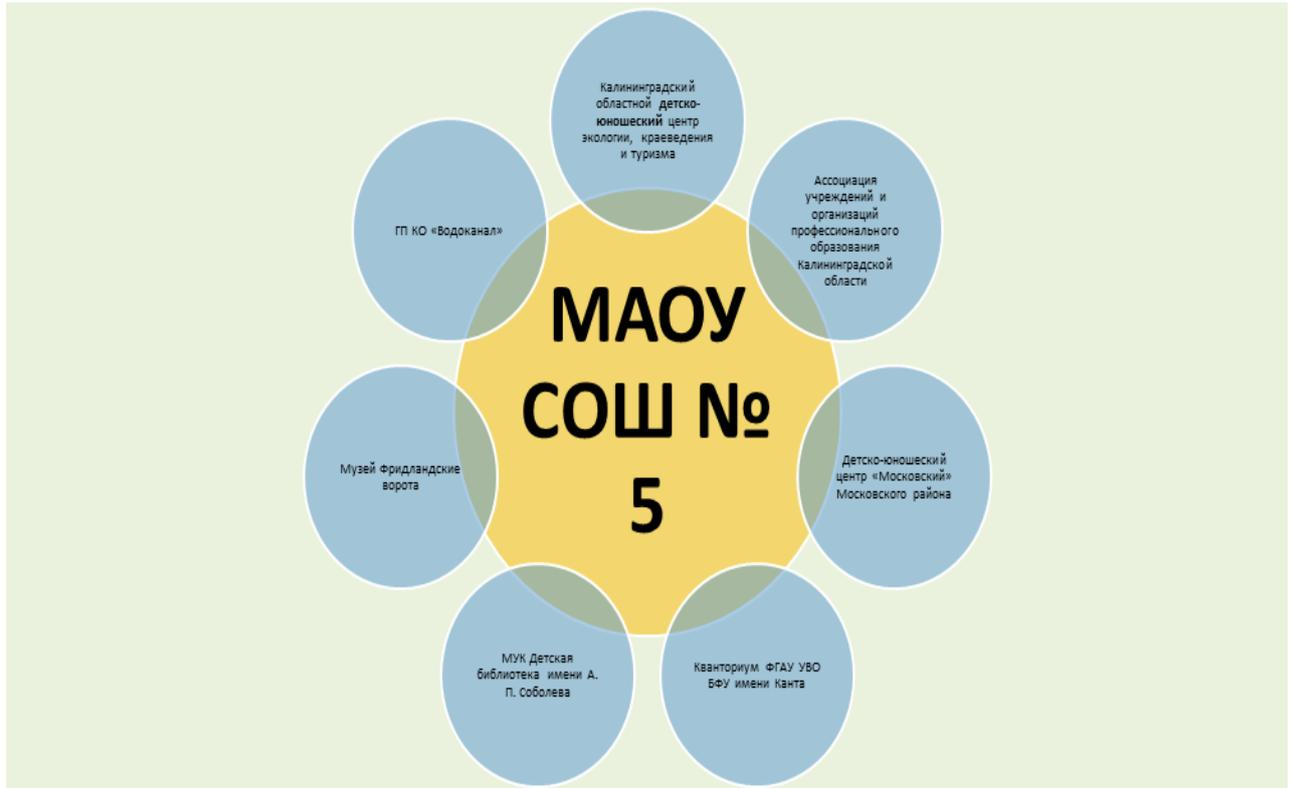 Калининградский
областной детско-
юношеский центр
экологии, краеведения
и туризма
Ассоциация
учреждений и
организаций
профессионального
образования
Калининградской
области
Детско-юношеский
центр «Московский»
Московского района
Кванториум ФГАУ УВО
БФУ имени Канта
МУК Детская
библиотека имени А.
П. Соболева
Музей Фридландские
ворота
ГП КО «Водоканал»
МАОУ
СОШ №
5